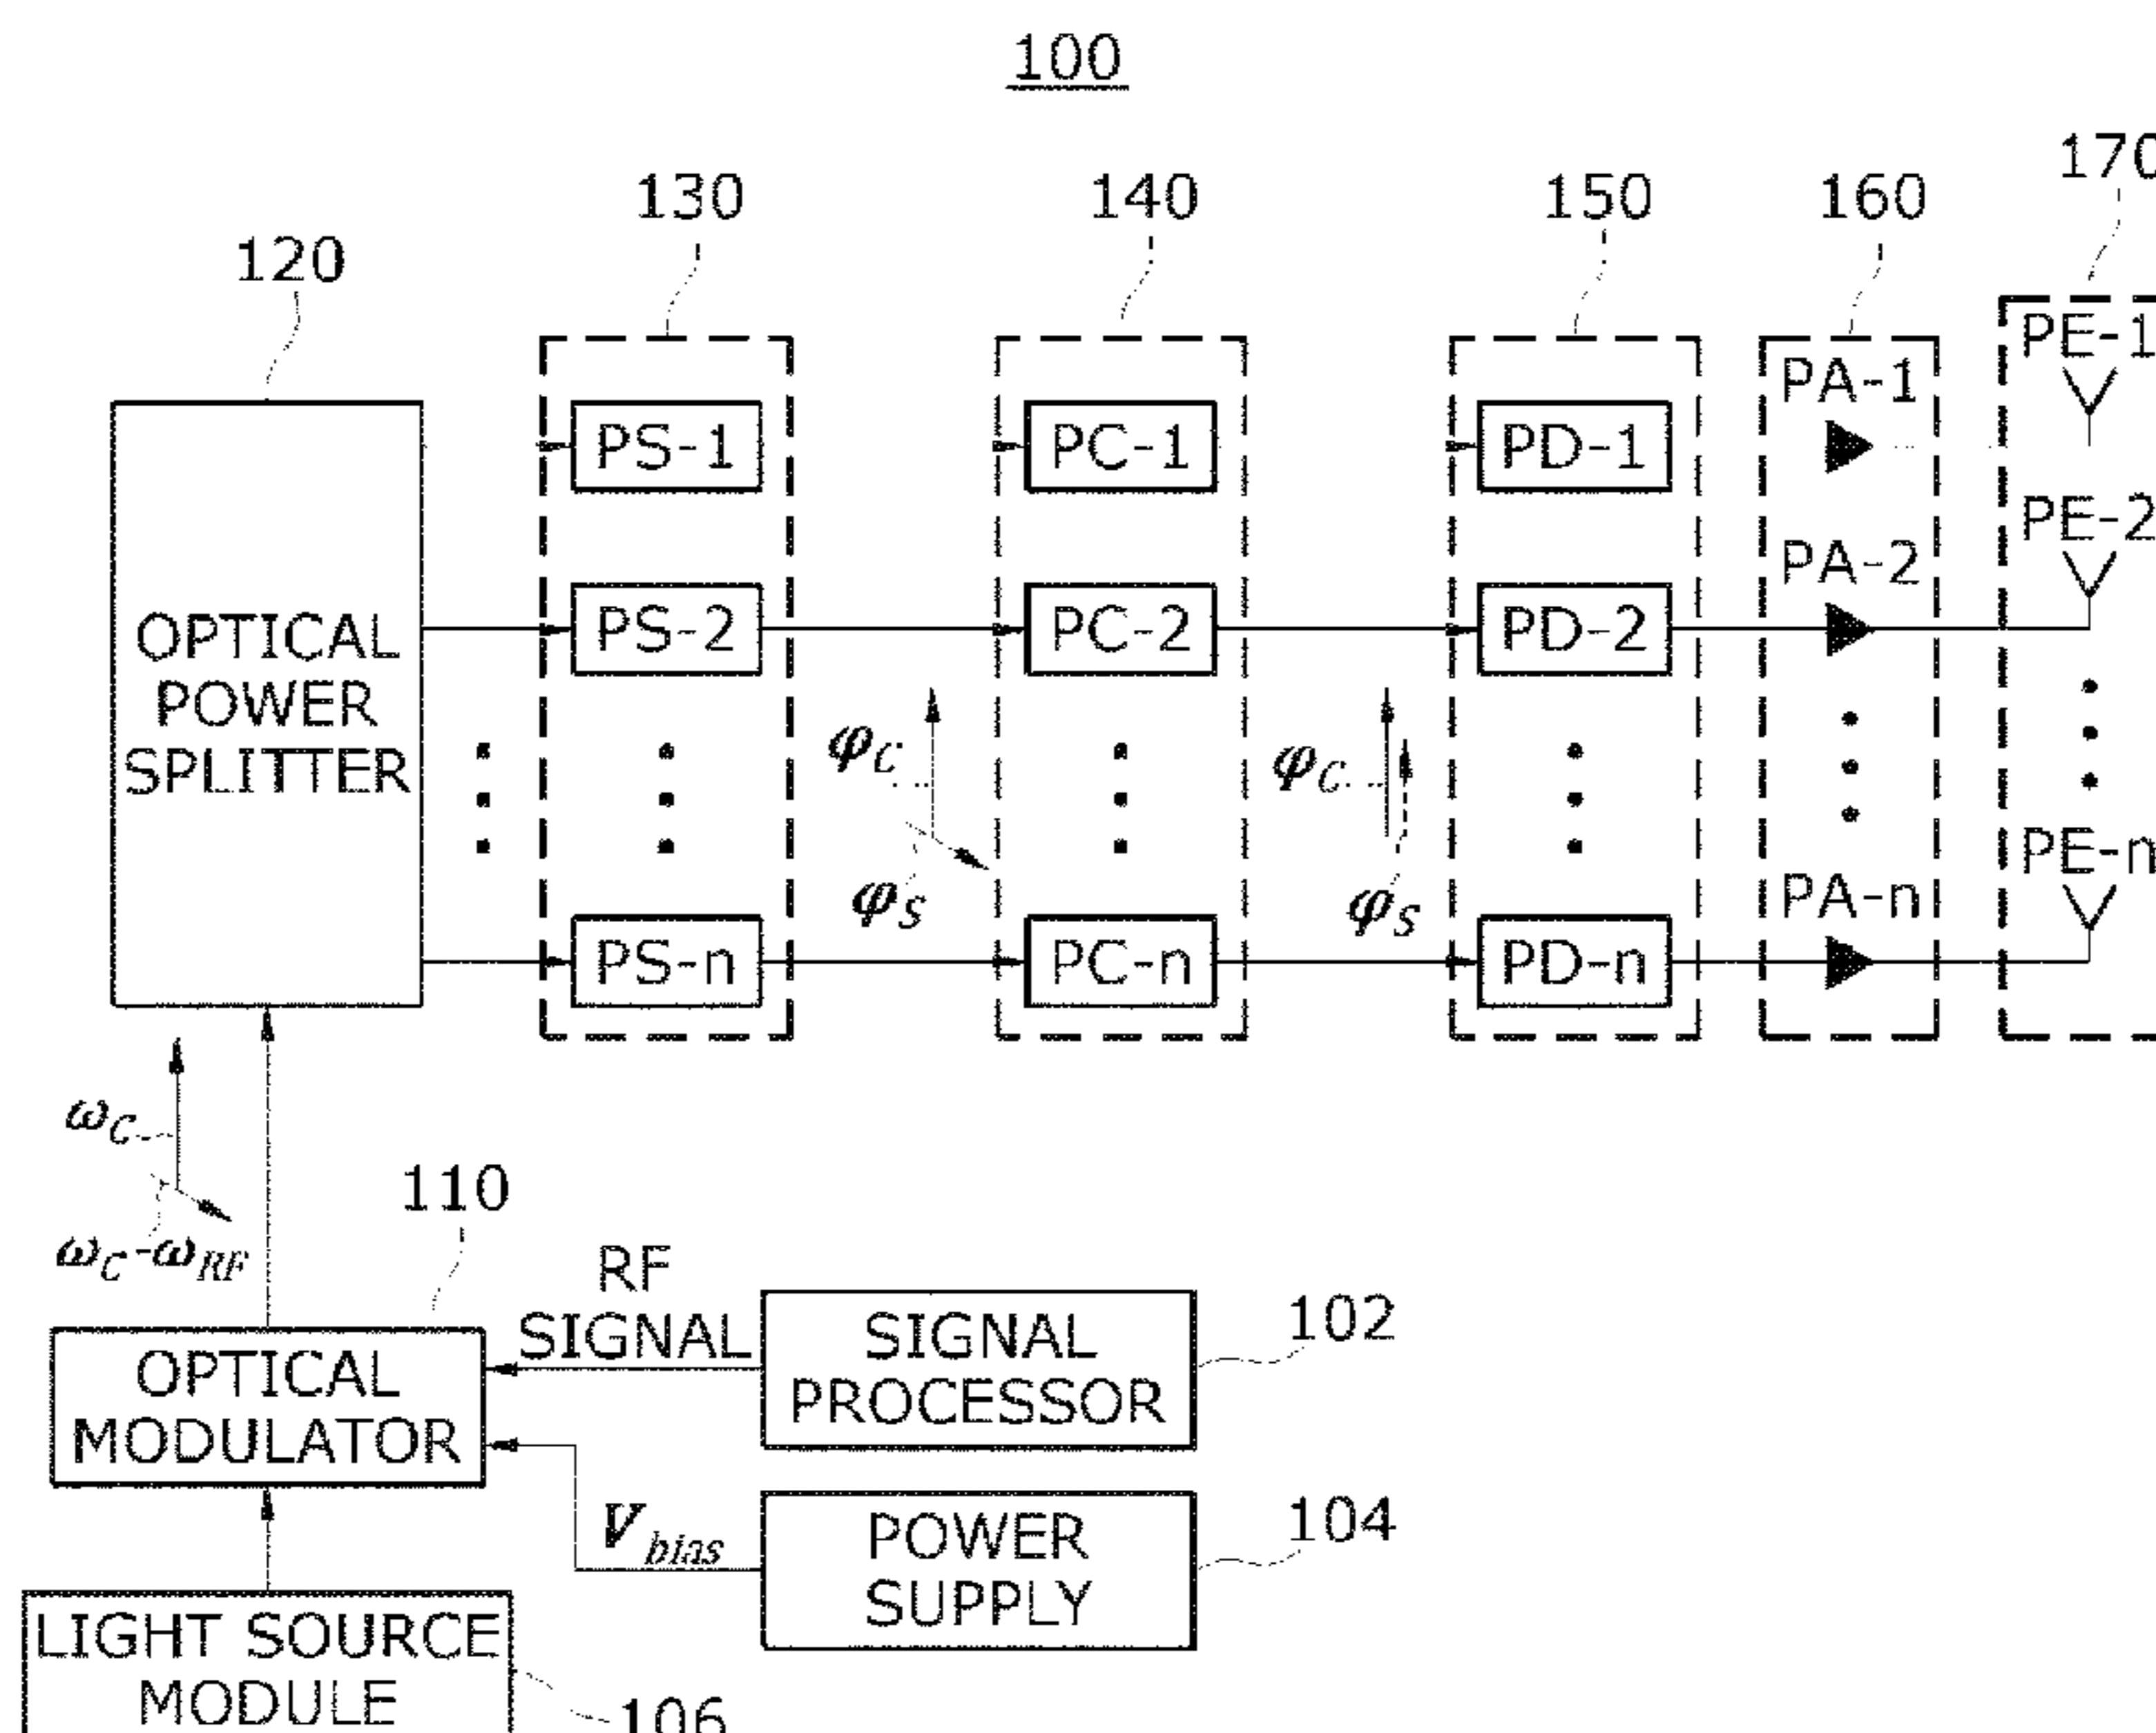 100
120
130
140
150
160
170
PS-1
PC-1
PD-1
PA-1
PE-1
OPTICAL
POWER
SPLITTER
PS-2
PC-2
PD-2
PA-2
PE-2
φC
φS
φC
φS
PS-n
PC-n
PD-n
PA-n
PE-n
ωC
ωC-ωRF
110
OPTICAL
MODULATOR
RF
SIGNAL
SIGNAL
PROCESSOR
102
Vbias
POWER
SUPPLY
104
LIGHT SOURCE
MODULE
106